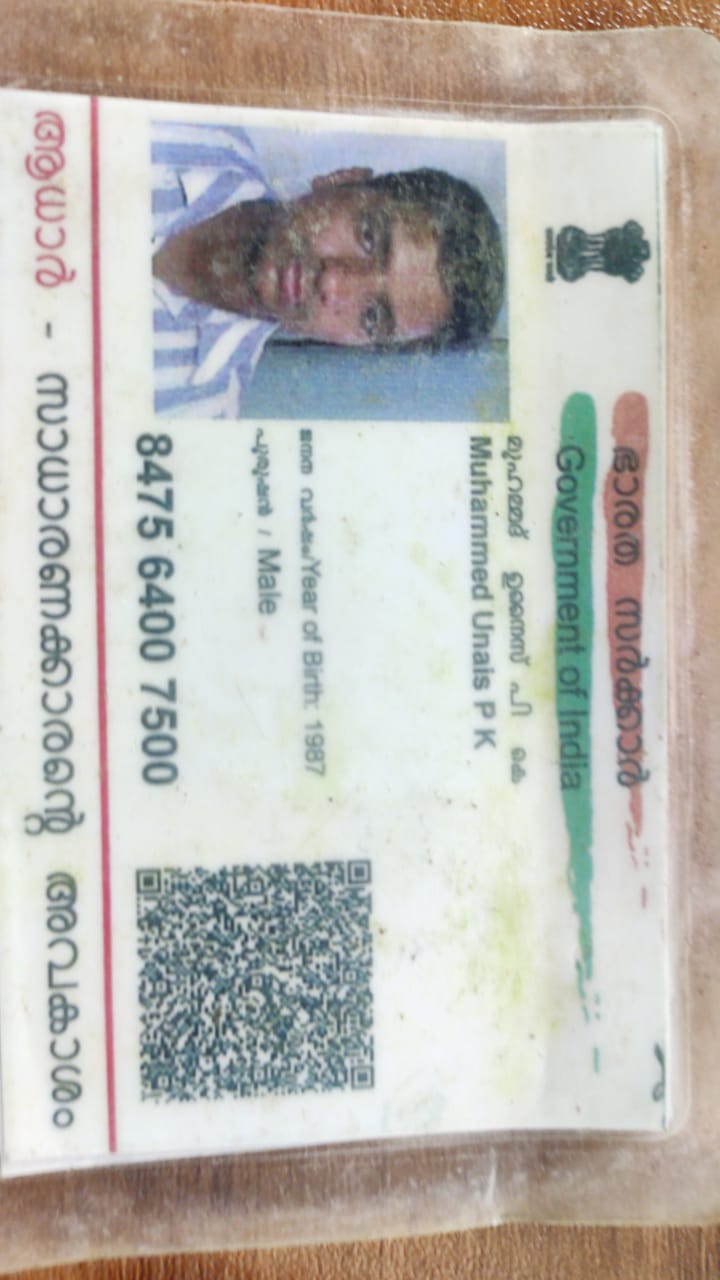 ഭാരത സർക്കാർ
Government of India
മുഹമ്മദ് ഉനൈസ് പി കെ
Muhammed Unais P K
ജനന വർഷം/Year of Birth: 1987
പുരുഷൻ / Male
8475 6400 7500
ആധാർ - സാധാരണക്കാരന്റെ അവകാശം